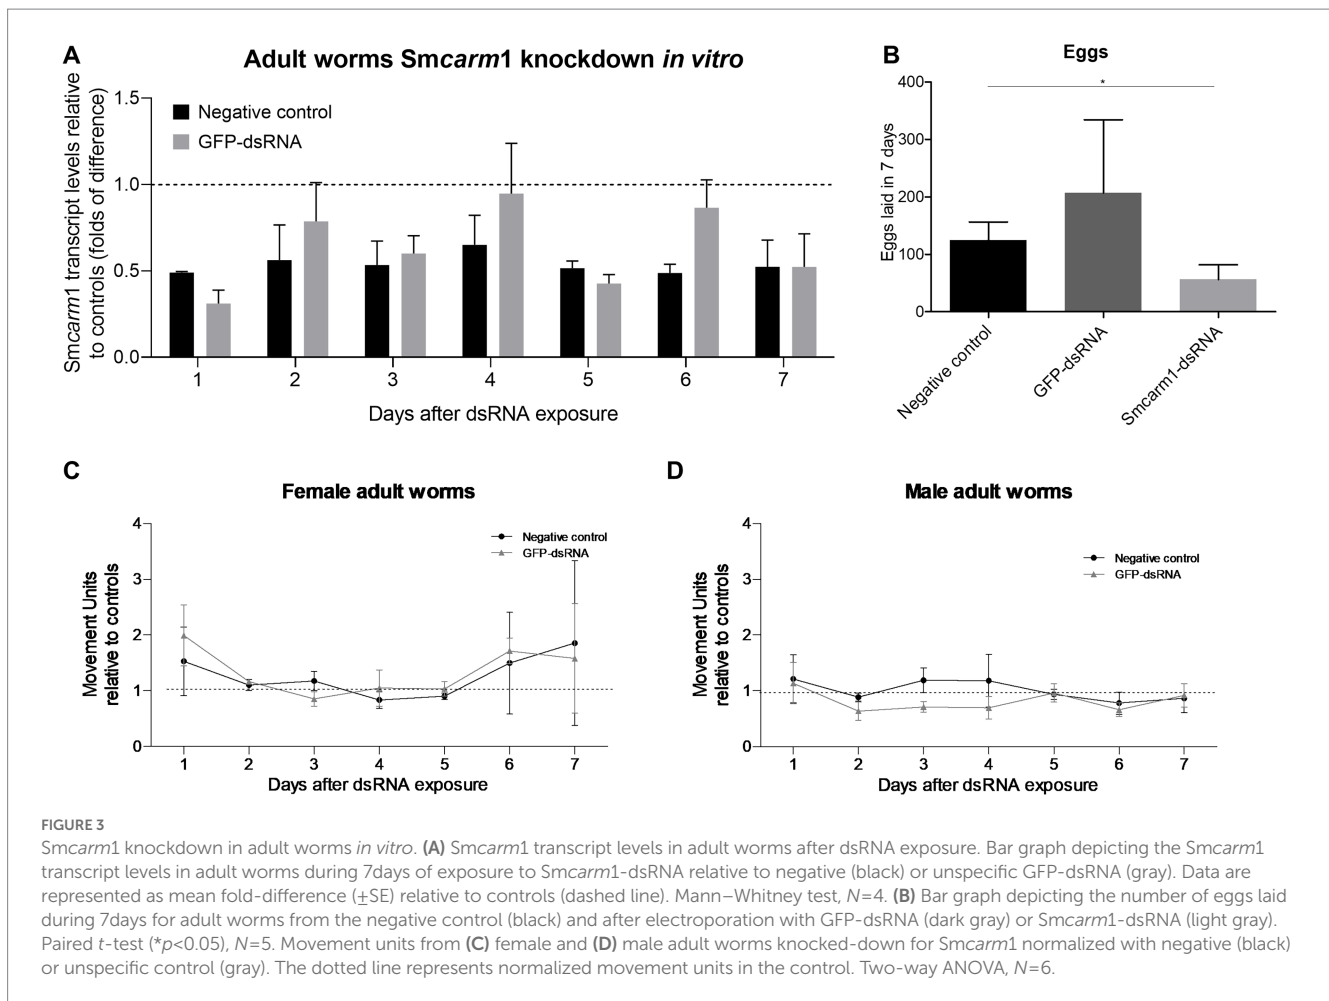 A
Adult worms Smcarm1 knockdown in vitro
Smcarm1 transcript levels relative
to controls (folds of difference)
1.5
1.0
0.5
0.0
Negative control
GFP-dsRNA
1 2 3 4 5 6 7
Days after dsRNA exposure
B
Eggs
*
Eggs laid in 7 days
400
300
200
100
0
Negative control
GFP-dsRNA
Smcarm1-dsRNA
C
Female adult worms
Movement Units
relative to controls
4
3
2
1
0
Negative control
GFP-dsRNA
1 2 3 4 5 6 7
Days after dsRNA exposure
D
Male adult worms
Movement Units
relative to controls
4
3
2
1
0
Negative control
GFP-dsRNA
1 2 3 4 5 6 7
Days after dsRNA exposure
FIGURE 3
Smcarm1 knockdown in adult worms in vitro. (A) Smcarm1 transcript levels in adult worms after dsRNA exposure. Bar graph depicting the Smcarm1
transcript levels in adult worms during 7days of exposure to Smcarm1-dsRNA relative to negative (black) or unspecific GFP-dsRNA (gray). Data are
represented as mean fold-difference (±SE) relative to controls (dashed line). Mann–Whitney test, N=4. (B) Bar graph depicting the number of eggs laid
during 7days for adult worms from the negative control (black) and after electroporation with GFP-dsRNA (dark gray) or Smcarm1-dsRNA (light gray).
Paired t-test (*p<0.05), N=5. Movement units from (C) female and (D) male adult worms knocked-down for Smcarm1 normalized with negative (black)
or unspecific control (gray). The dotted line represents normalized movement units in the control. Two-way ANOVA, N=6.